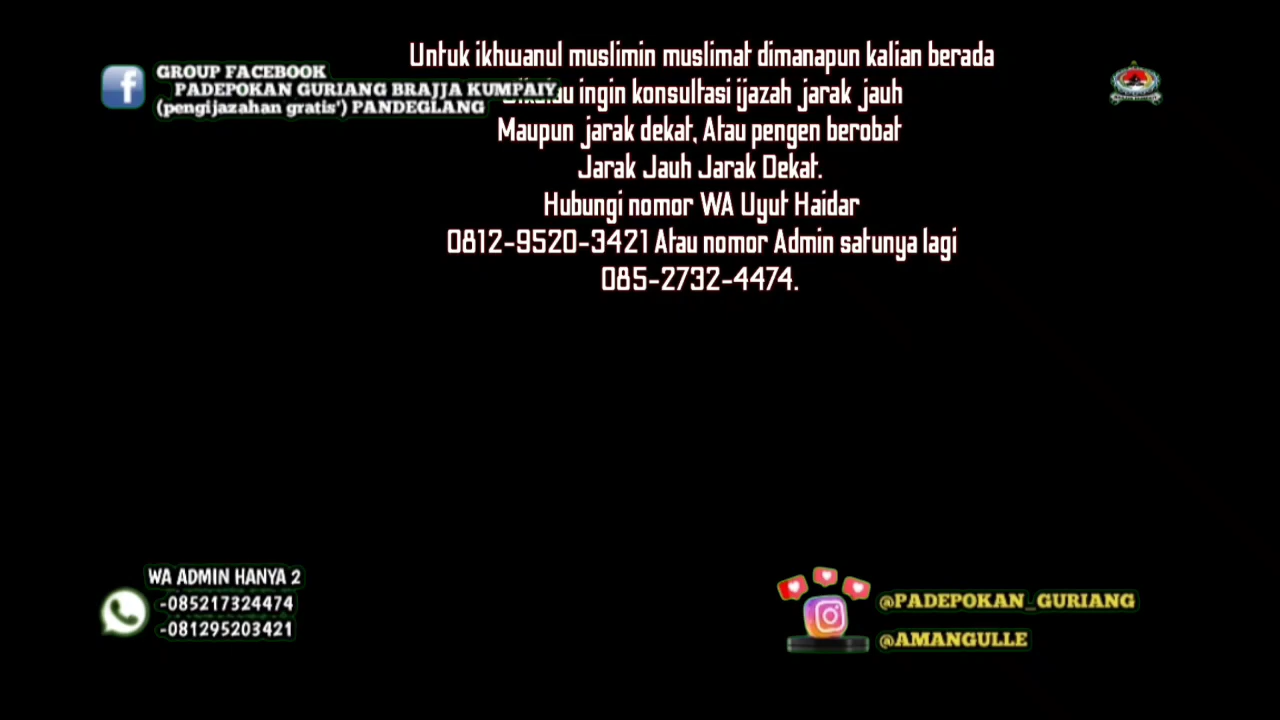 Untuk ikhwanul muslimin muslimat dimanapun kalian berada
ingin konsultasi ijazah jarak jauh
Maupun jarak dekat, Atau pengen berobat
Jarak Jauh Jarak Dekat.
Hubungi nomor WA Uyut Haidar
0812-9520-3421 Atau nomor Admin satunya lagi
085-2732-4474.
GROUP FACEBOOK
PADEPOKAN GURIANG BRAJJA KUMPAIY
(pengijazahan gratis') PANDEGLANG
WA ADMIN HANYA 2
-085217324474
-081295203421
@PADEPOKAN_GURIANG
@AMANGULLE